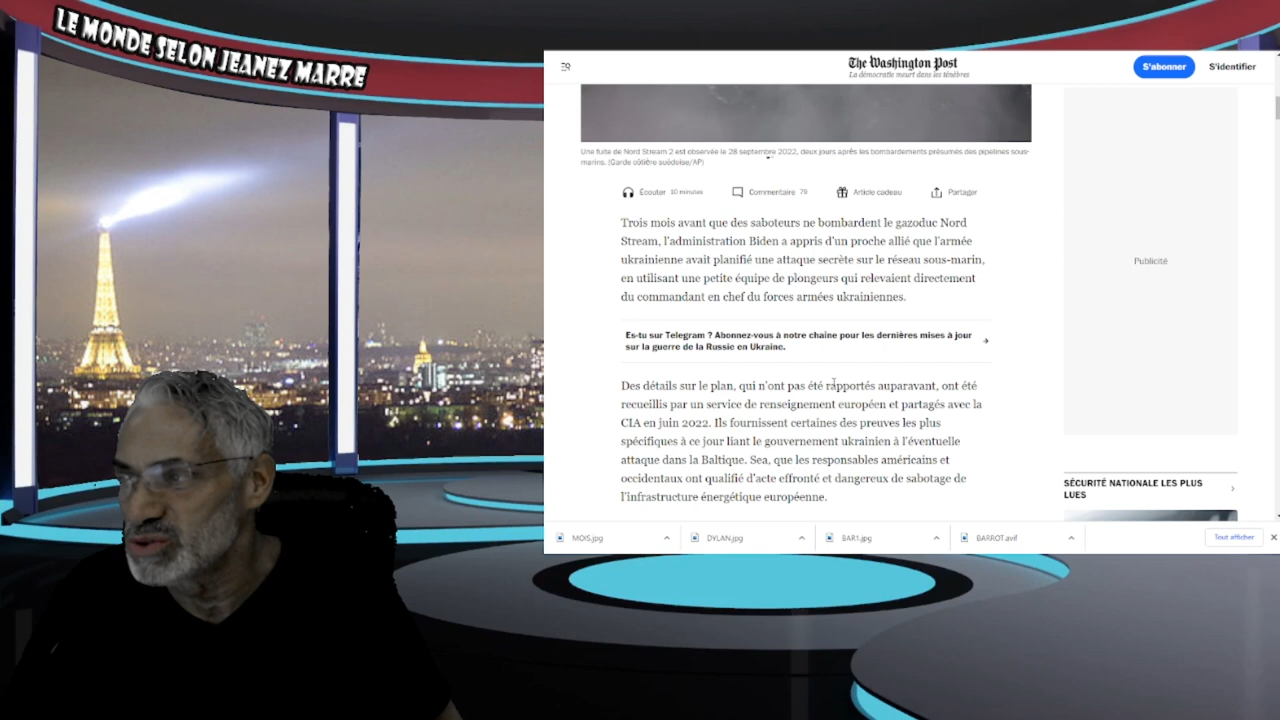 LE MONDE SELON JEANEZ MARRE
The Washington Post
La démocratie meurt dans les ténèbres
S'abonner
S'identifier
Une fuite de Nord Stream 2 est observée le 28 septembre 2022, deux jours après les bombardements présumés des pipelines sous-
marins. (Garde côtière suédoise/AP)
Écouter 10 minutes
Commentaire 79
Article cadeau
Partager
Trois mois avant que des saboteurs ne bombardent le gazoduc Nord
Stream, l'administration Biden a appris d'un proche allié que l'armée
ukrainienne avait planifié une attaque secrète sur le réseau sous-marin,
en utilisant une petite équipe de plongeurs qui relevaient directement
du commandant en chef du forces armées ukrainiennes.
Es-tu sur Telegram ? Abonnez-vous à notre chaîne pour les dernières mises à jour
sur la guerre de la Russie en Ukraine.
Des détails sur le plan, qui n'ont pas été rapportés auparavant, ont été
recueillis par un service de renseignement européen et partagés avec la
CIA en juin 2022. Ils fournissent certaines des preuves les plus
spécifiques à ce jour liant le gouvernement ukrainien à l'éventuelle
attaque dans la Baltique. Sea, que les responsables américains et
occidentaux ont qualifié d'acte effronté et dangereux de sabotage de
l'infrastructure énergétique européenne.
Publicité
SÉCURITÉ NATIONALE LES PLUS
LUES
MOIS.jpg
DYLAN.jpg
BAR1.jpg
BARROT.avif
Tout afficher